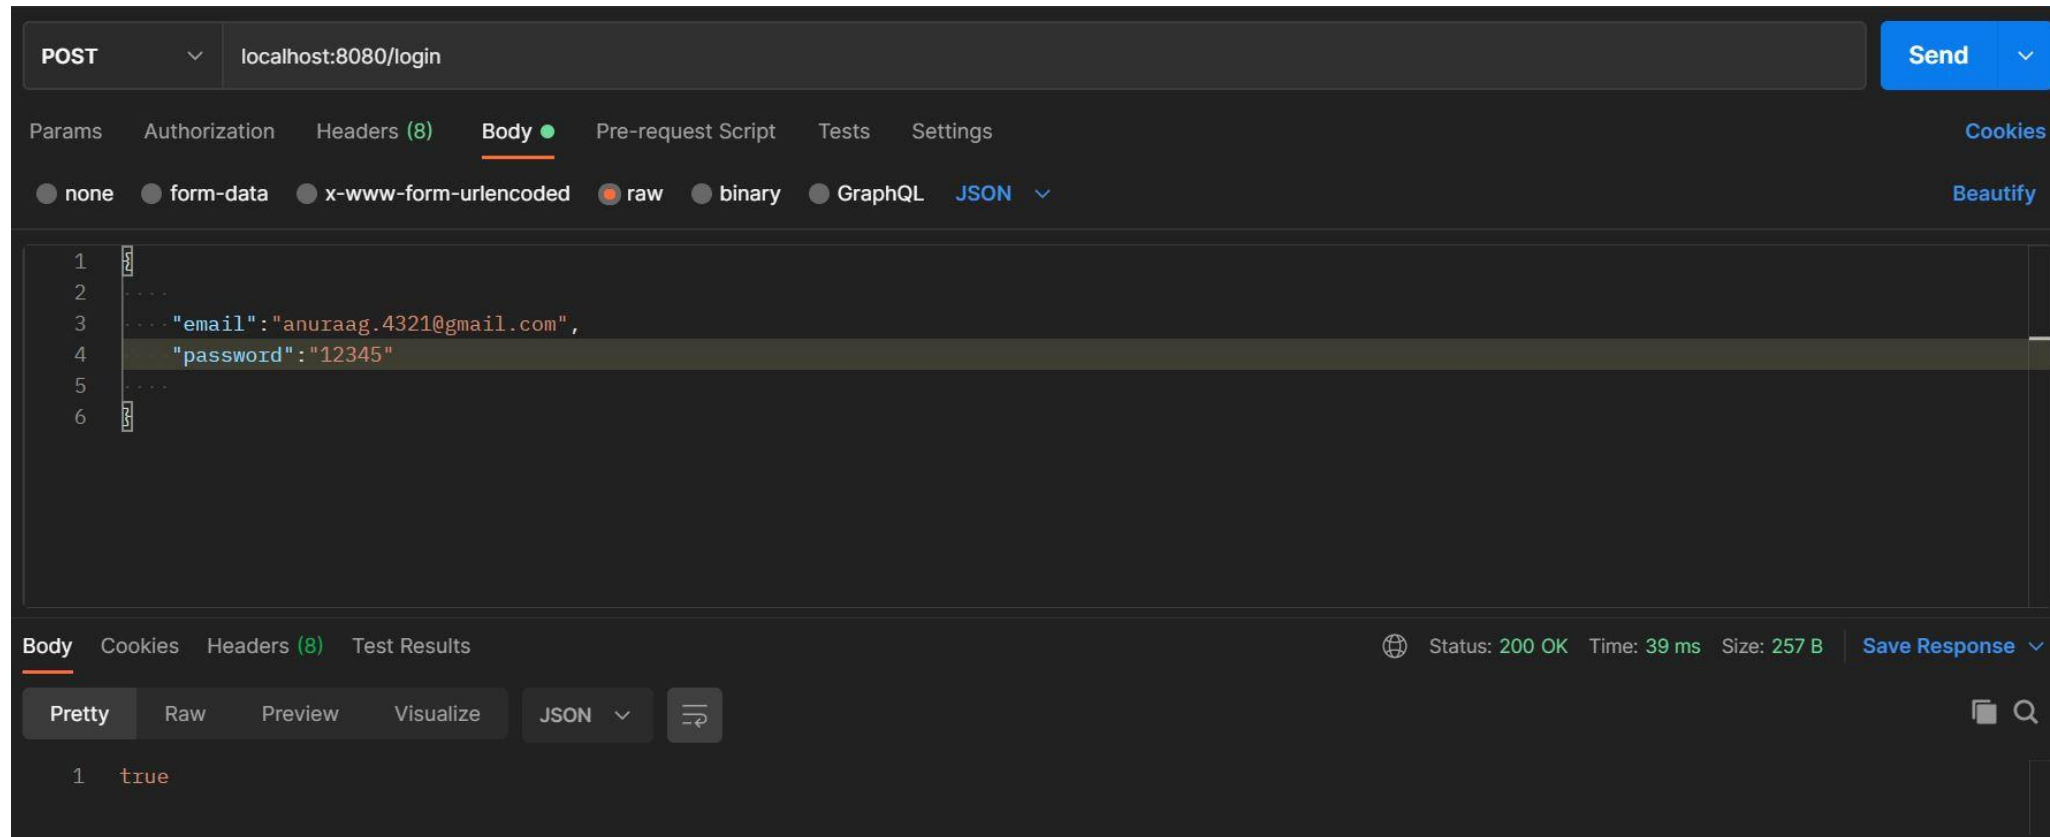 POST localhost:8080/login Send
Params Authorization Headers (8) Body Pre-request Script Tests Settings Cookies
none form-data x-www-form-urlencoded raw binary GraphQL JSON Beautify
1 {
2
3 "email":"anuraag.4321@gmail.com",
4 "password":"12345"
5
6 }
Body Cookies Headers (8) Test Results Status: 200 OK Time: 39 ms Size: 257 B Save Response
Pretty Raw Preview Visualize JSON
1 true